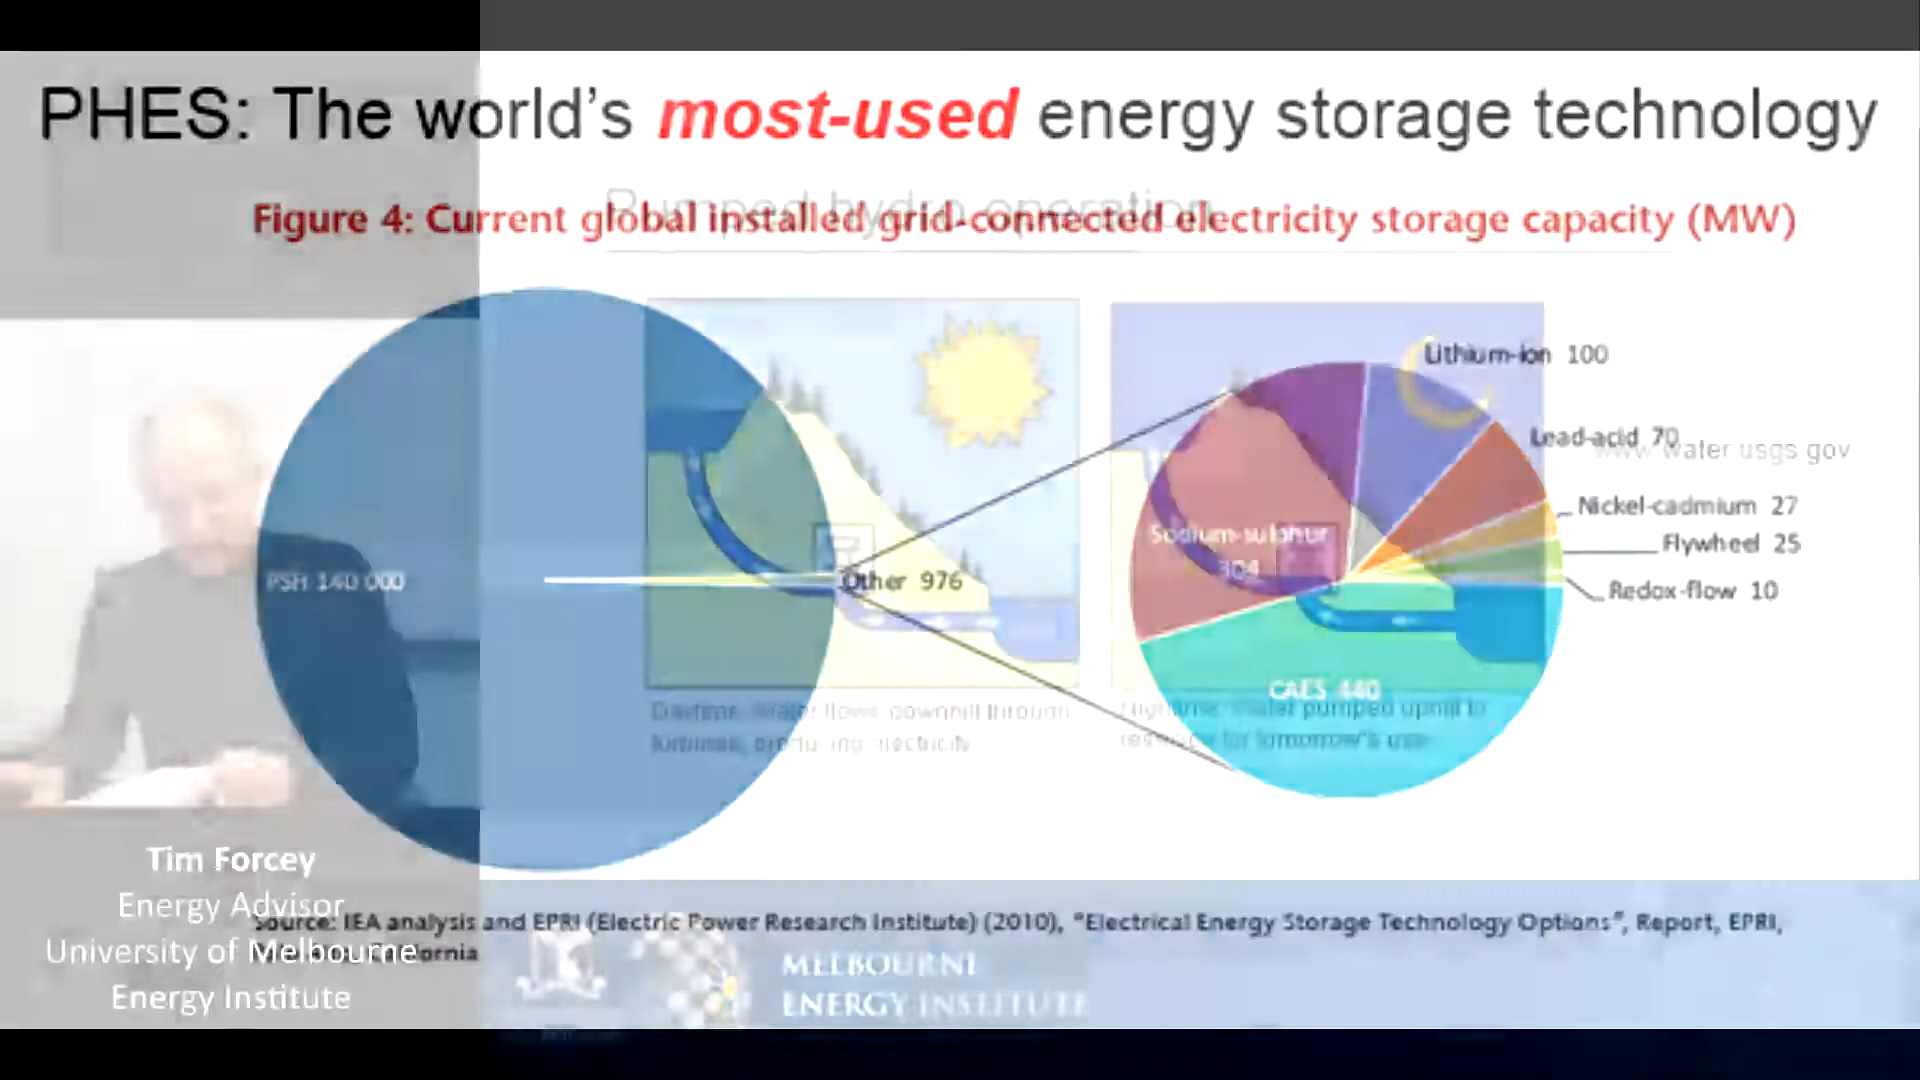 PHES: The world's most-used energy storage technology
Pumped hydro operation
Figure 4: Current global installed grid-connected electricity storage capacity (MW)
Lithium-ion 100
Lead-acid 70
www water usgs gov
Nickel-cadmium 27
Sodium-sulphur
304
Flywheel 25
PSH 140 000
Other 976
Redox-flow 10
CAES 440
Daytime: Water flows downhill through
turbines, producing electricity
Nightime: Water pumped uphill to
reservoir for tomorrow's use
Tim Forcey
Energy Advisor
University of Melbourne
Energy Institute
Source: IEA analysis and EPRI (Electric Power Research Institute) (2010), "Electrical Energy Storage Technology Options", Report, EPRI,
MELBOURNE
ENERGY INSTITUTE